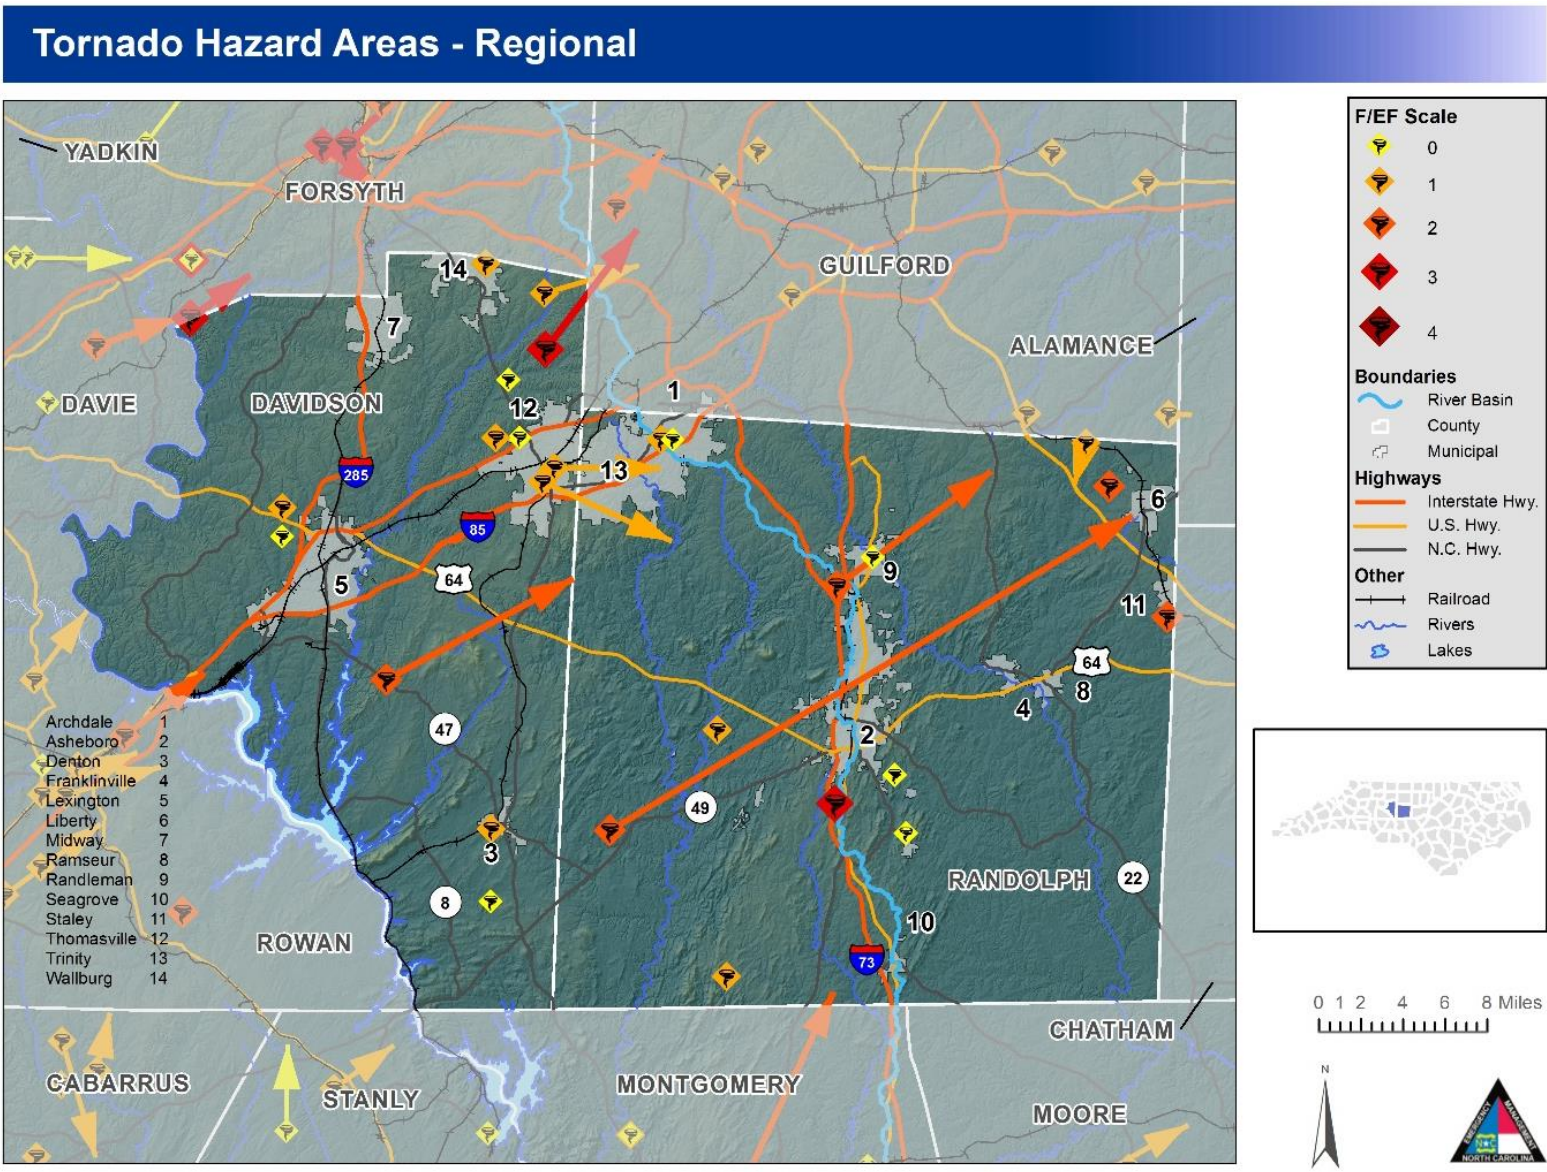 Tornado Hazard Areas - Regional
YADKIN
FORSYTH
GUILFORD
ALAMANCE
DAVIE
DAVIDSON
14
7
1
12
13
285
85
64
5
9
6
11
64
8
4
2
47
49
3
8
RANDOLPH
22
10
73
ROWAN
CHATHAM
CABARRUS
STANLY
MONTGOMERY
MOORE
Archdale 1
Asheboro 2
Denton 3
Franklinville 4
Lexington 5
Liberty 6
Midway 7
Ramseur 8
Randleman 9
Seagrove 10
Staley 11
Thomasville 12
Trinity 13
Wallburg 14
F/EF Scale
0
1
2
3
4
Boundaries
River Basin
County
Municipal
Highways
Interstate Hwy.
U.S. Hwy.
N.C. Hwy.
Other
Railroad
Rivers
Lakes
0 1 2 4 6 8 Miles
N
EMERGENCY
MANAGEMENT
NC
NORTH CAROLINA